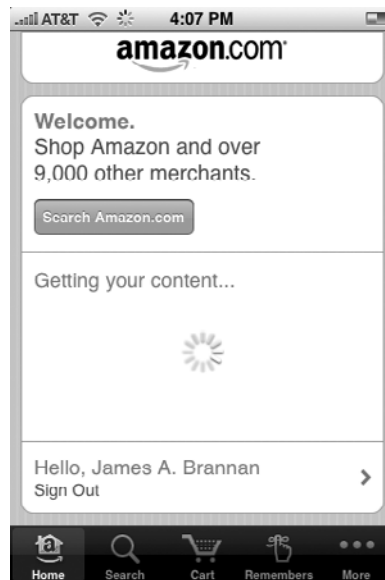 AT&T 4:07 PM
amazon.com
Welcome.
Shop Amazon and over
9,000 other merchants.
Search Amazon.com
Getting your content...
Hello, James A. Brannan
Sign Out
Home Search Cart Remembers More